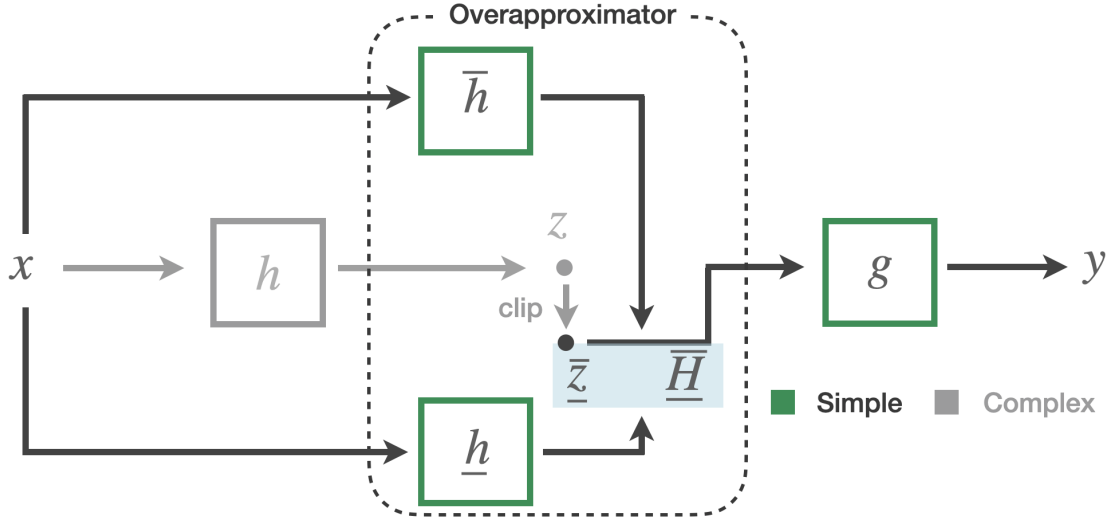 Overapproximator
h̅
z
x
h
g
y
clip
z̲̅
H̲̅
h̲
Simple
Complex